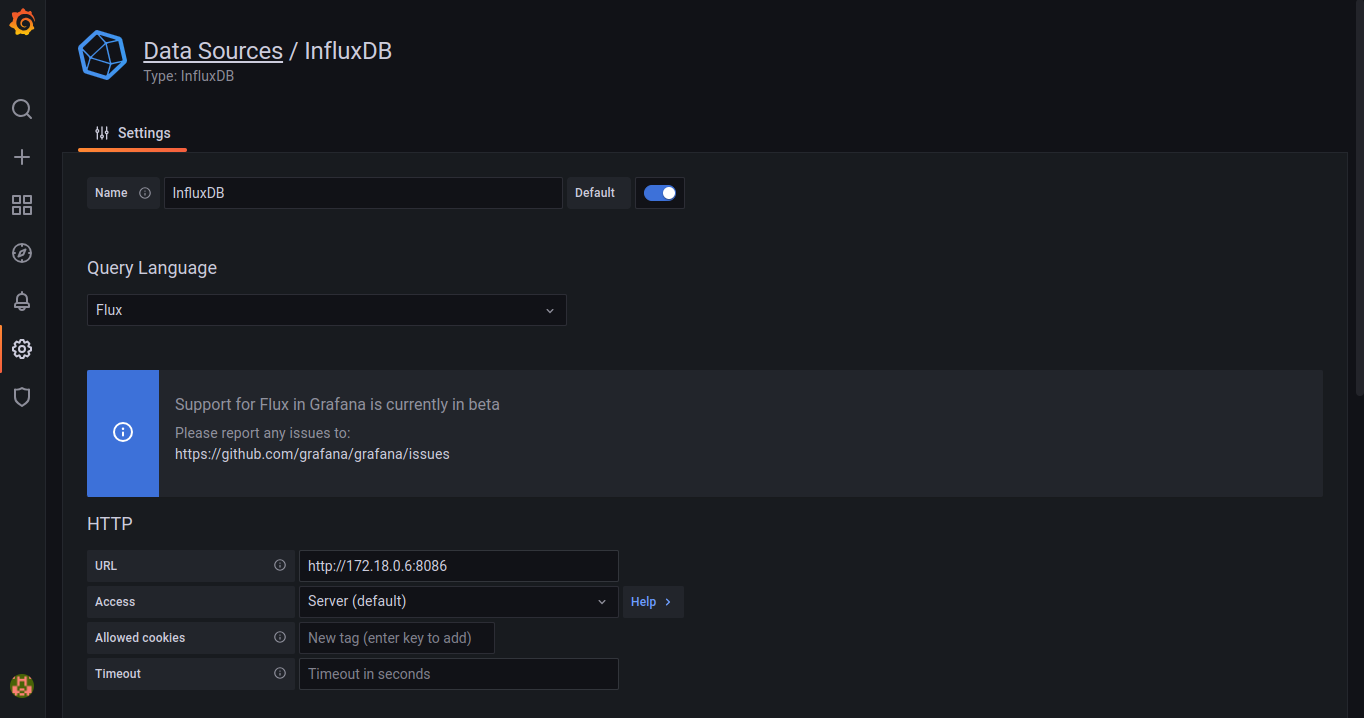 Data Sources / InfluxDB
Type: InfluxDB
Settings
Name InfluxDB Default
Query Language
Flux
Support for Flux in Grafana is currently in beta
Please report any issues to:
https://github.com/grafana/grafana/issues
HTTP
URL http://172.18.0.6:8086
Access Server (default) Help
Allowed cookies New tag (enter key to add)
Timeout Timeout in seconds